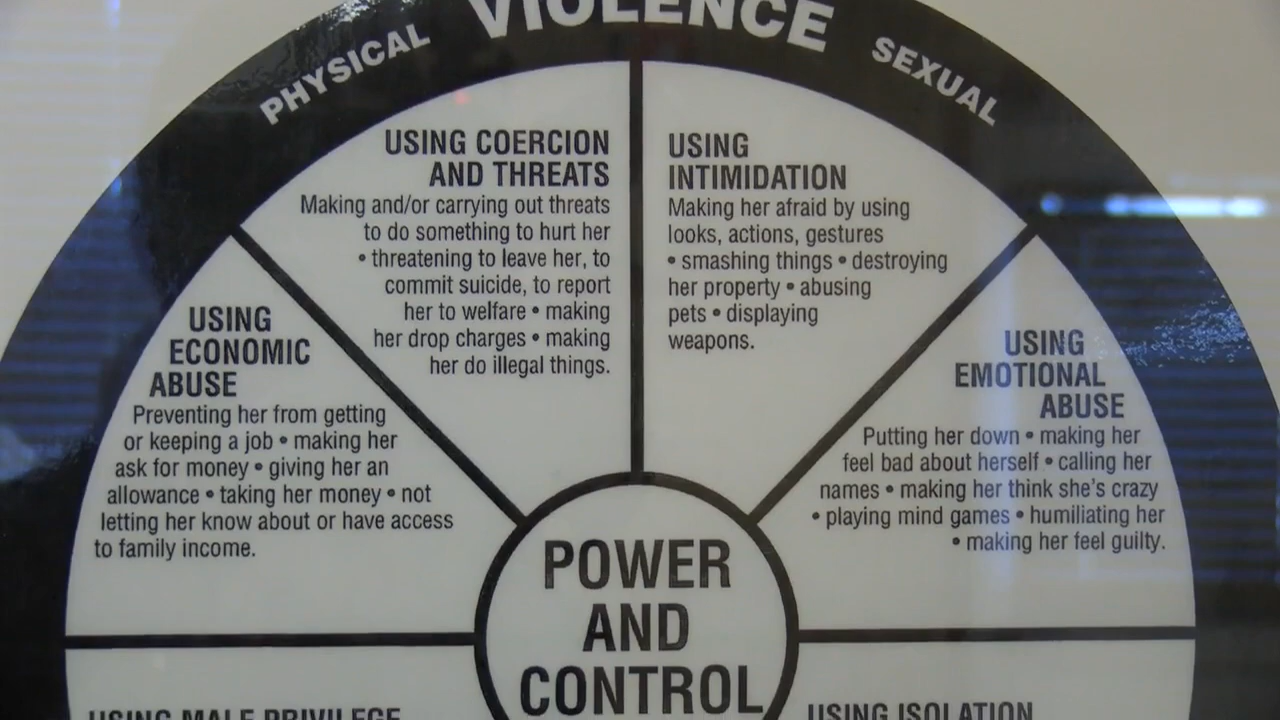 PHYSICAL VIOLENCE SEXUAL
USING COERCION
AND THREATS
Making and/or carrying out threats
to do something to hurt her
• threatening to leave her, to
commit suicide, to report
her to welfare • making
her drop charges • making
her do illegal things.
USING
INTIMIDATION
Making her afraid by using
looks, actions, gestures
• smashing things • destroying
her property • abusing
pets • displaying
weapons.
USING
ECONOMIC
ABUSE
Preventing her from getting
or keeping a job • making her
ask for money • giving her an
allowance • taking her money • not
letting her know about or have access
to family income.
USING
EMOTIONAL
ABUSE
Putting her down • making her
feel bad about herself • calling her
names • making her think she's crazy
• playing mind games • humiliating her
• making her feel guilty.
POWER
AND
CONTROL
USING MALE PRIVILEGE
USING ISOLATION